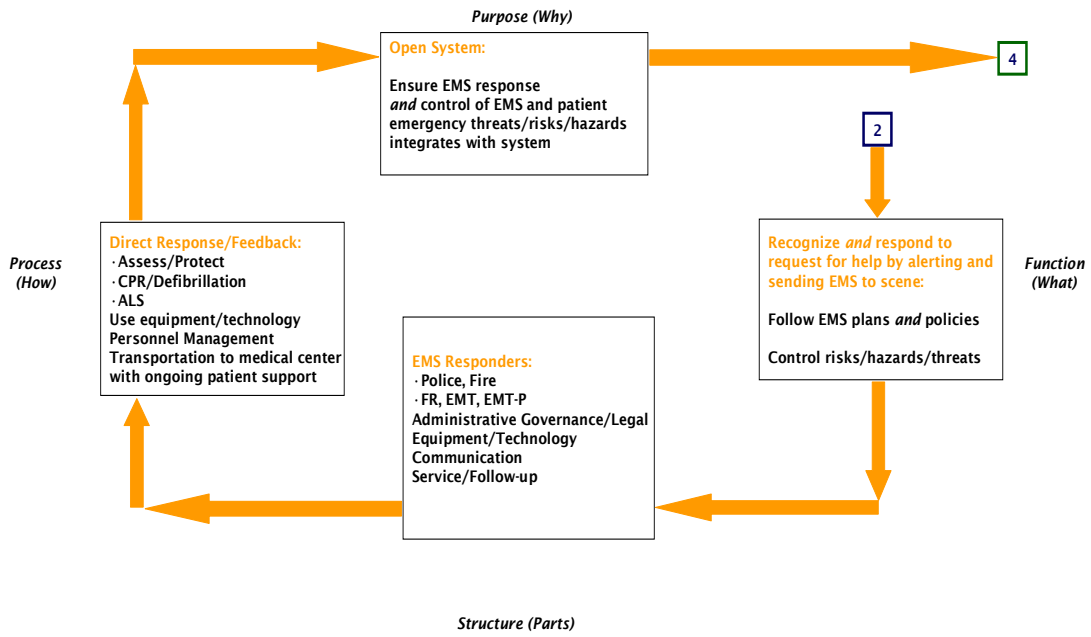 Purpose (Why)
Open System:
Ensure EMS response
and control of EMS and patient
emergency threats/risks/hazards
integrates with system
4
2
Process
(How)
Direct Response/Feedback:
· Assess/Protect
· CPR/Defibrillation
· ALS
Use equipment/technology
Personnel Management
Transportation to medical center
with ongoing patient support
Recognize and respond to
request for help by alerting and
sending EMS to scene:
Follow EMS plans and policies
Control risks/hazards/threats
Function
(What)
EMS Responders:
· Police, Fire
· FR, EMT, EMT-P
Administrative Governance/Legal
Equipment/Technology
Communication
Service/Follow-up
Structure (Parts)